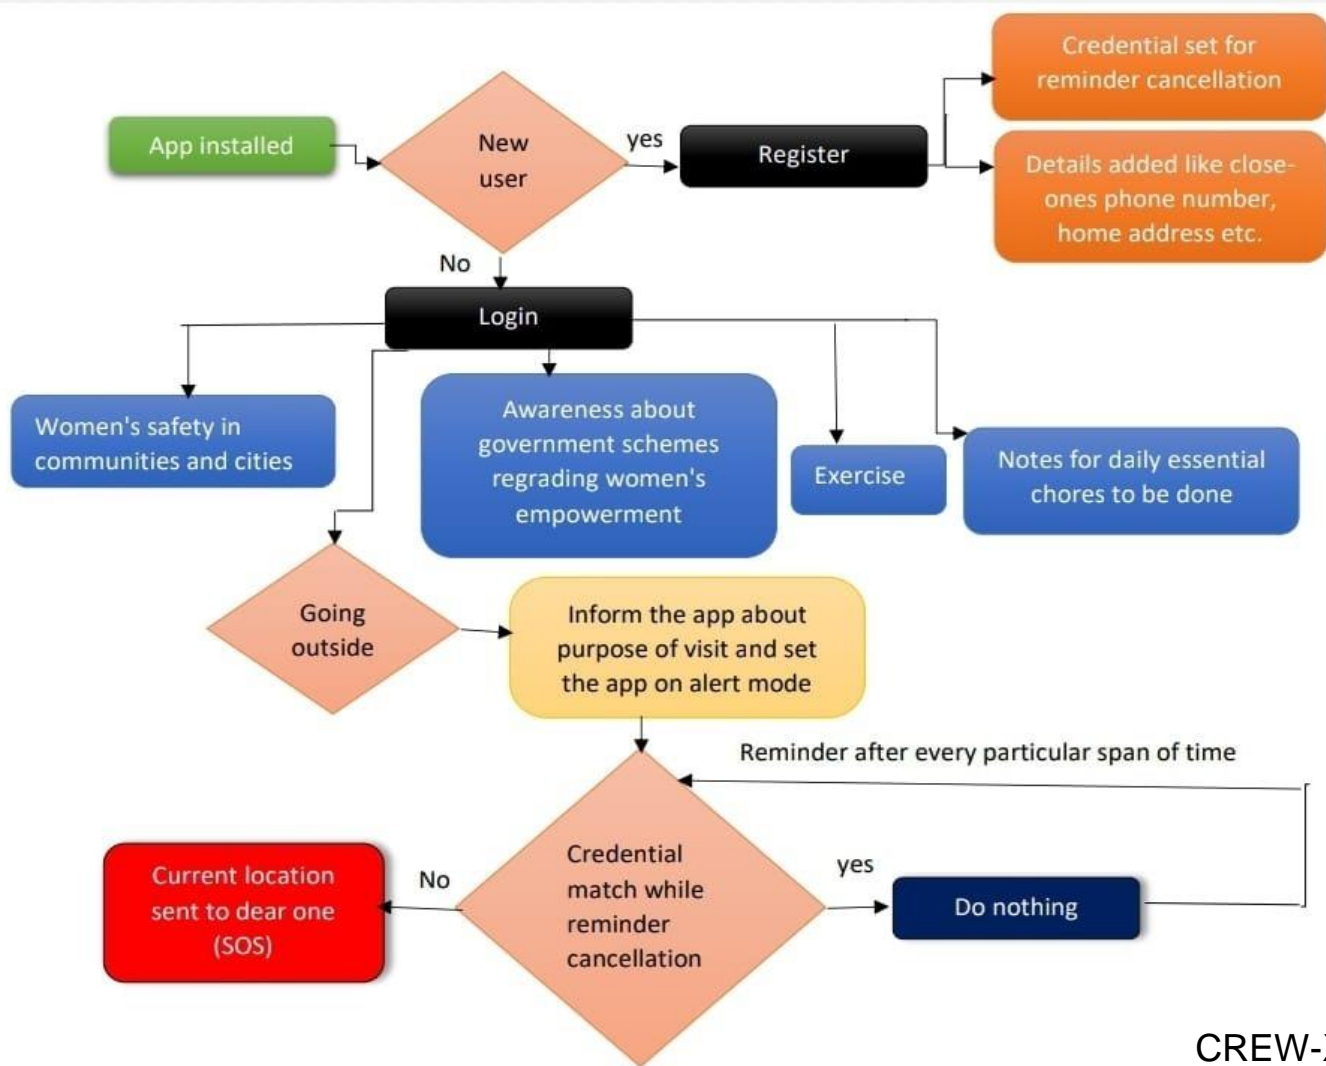 Credential set for
reminder cancellation
App installed
New
user
yes
Register
Details added like close-
ones phone number,
home address etc.
No
Login
Women's safety in
communities and cities
Awareness about
government schemes
regrading women's
empowerment
Exercise
Notes for daily essential
chores to be done
Going
outside
Inform the app about
purpose of visit and set
the app on alert mode
Reminder after every particular span of time
Current location
sent to dear one
(SOS)
No
Credential
match while
reminder
cancellation
yes
Do nothing
CREW-